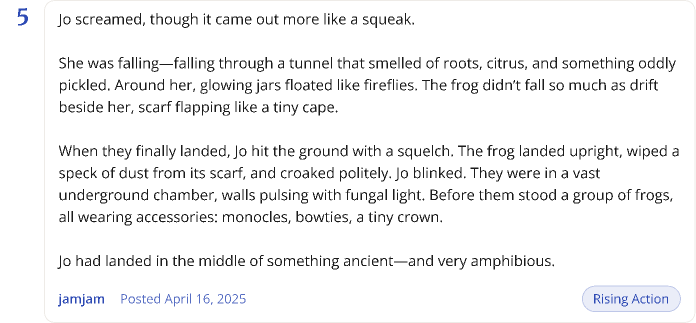 5
Jo screamed, though it came out more like a squeak.
She was falling—falling through a tunnel that smelled of roots, citrus, and something oddly
pickled. Around her, glowing jars floated like fireflies. The frog didn't fall so much as drift
beside her, scarf flapping like a tiny cape.
When they finally landed, Jo hit the ground with a squelch. The frog landed upright, wiped a
speck of dust from its scarf, and croaked politely. Jo blinked. They were in a vast
underground chamber, walls pulsing with fungal light. Before them stood a group of frogs,
all wearing accessories: monocles, bowties, a tiny crown.
Jo had landed in the middle of something ancient—and very amphibious.
jamjam Posted April 16, 2025 Rising Action